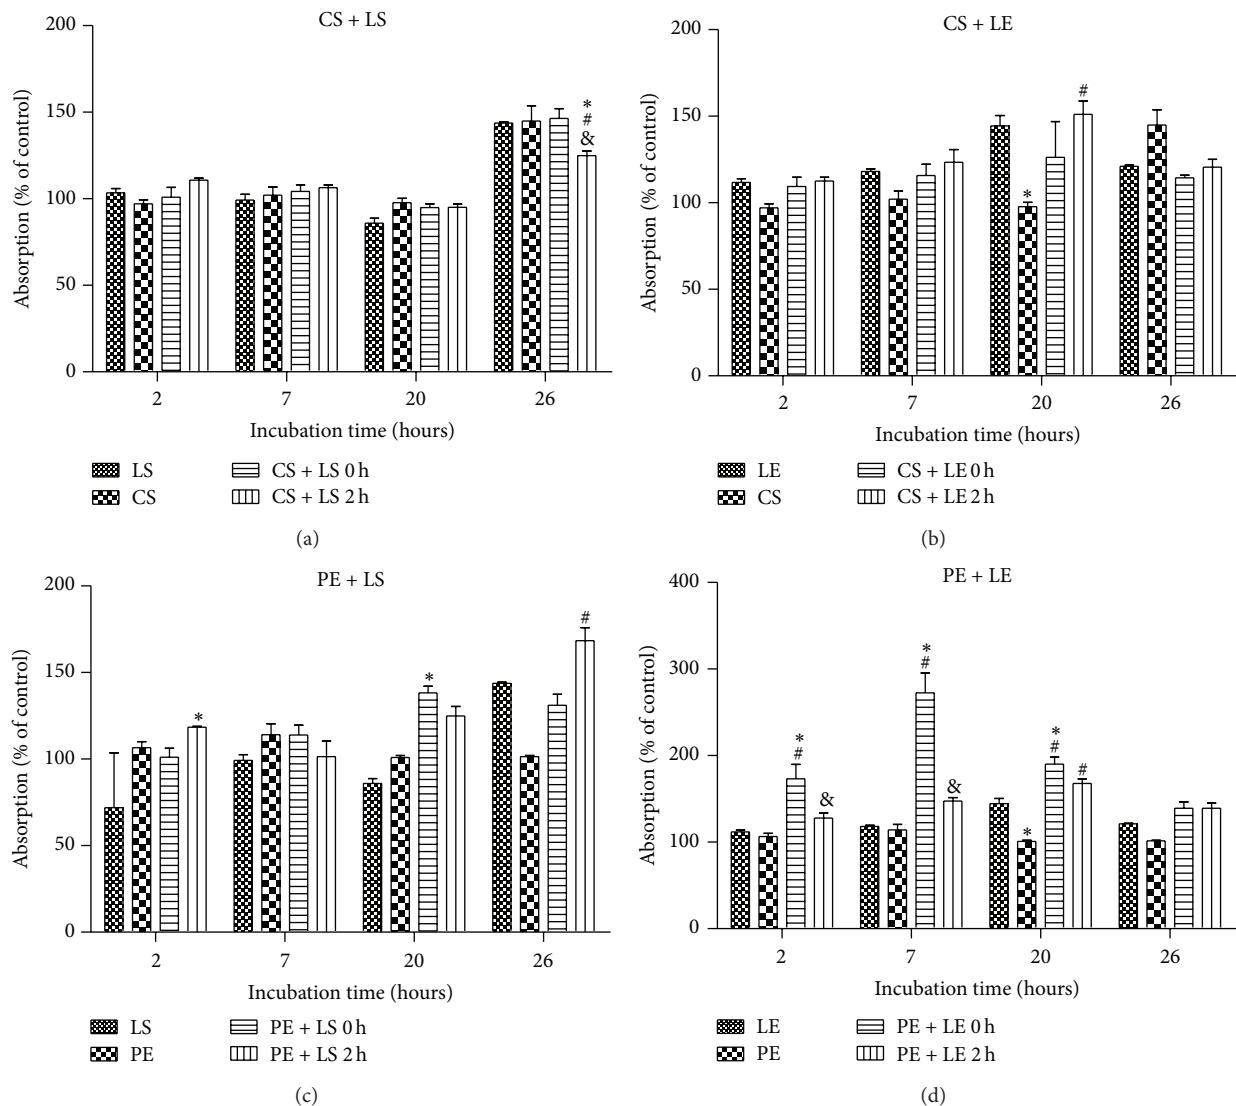 CS + LS
200
150
100
50
0
Absorption (% of control)
*
#
&
2 7 20 26
Incubation time (hours)
LS CS + LS 0 h
CS CS + LS 2 h
(a)
CS + LE
200
150
100
50
0
Absorption (% of control)
*
#
2 7 20 26
Incubation time (hours)
LE CS + LE 0 h
CS CS + LE 2 h
(b)
PE + LS
200
150
100
50
0
Absorption (% of control)
*
*
#
2 7 20 26
Incubation time (hours)
LS PE + LS 0 h
PE PE + LS 2 h
(c)
PE + LE
400
300
200
100
0
Absorption (% of control)
*
#
&
*
#
&
*
*
#
#
2 7 20 26
Incubation time (hours)
LE PE + LE 0 h
PE PE + LE 2 h
(d)